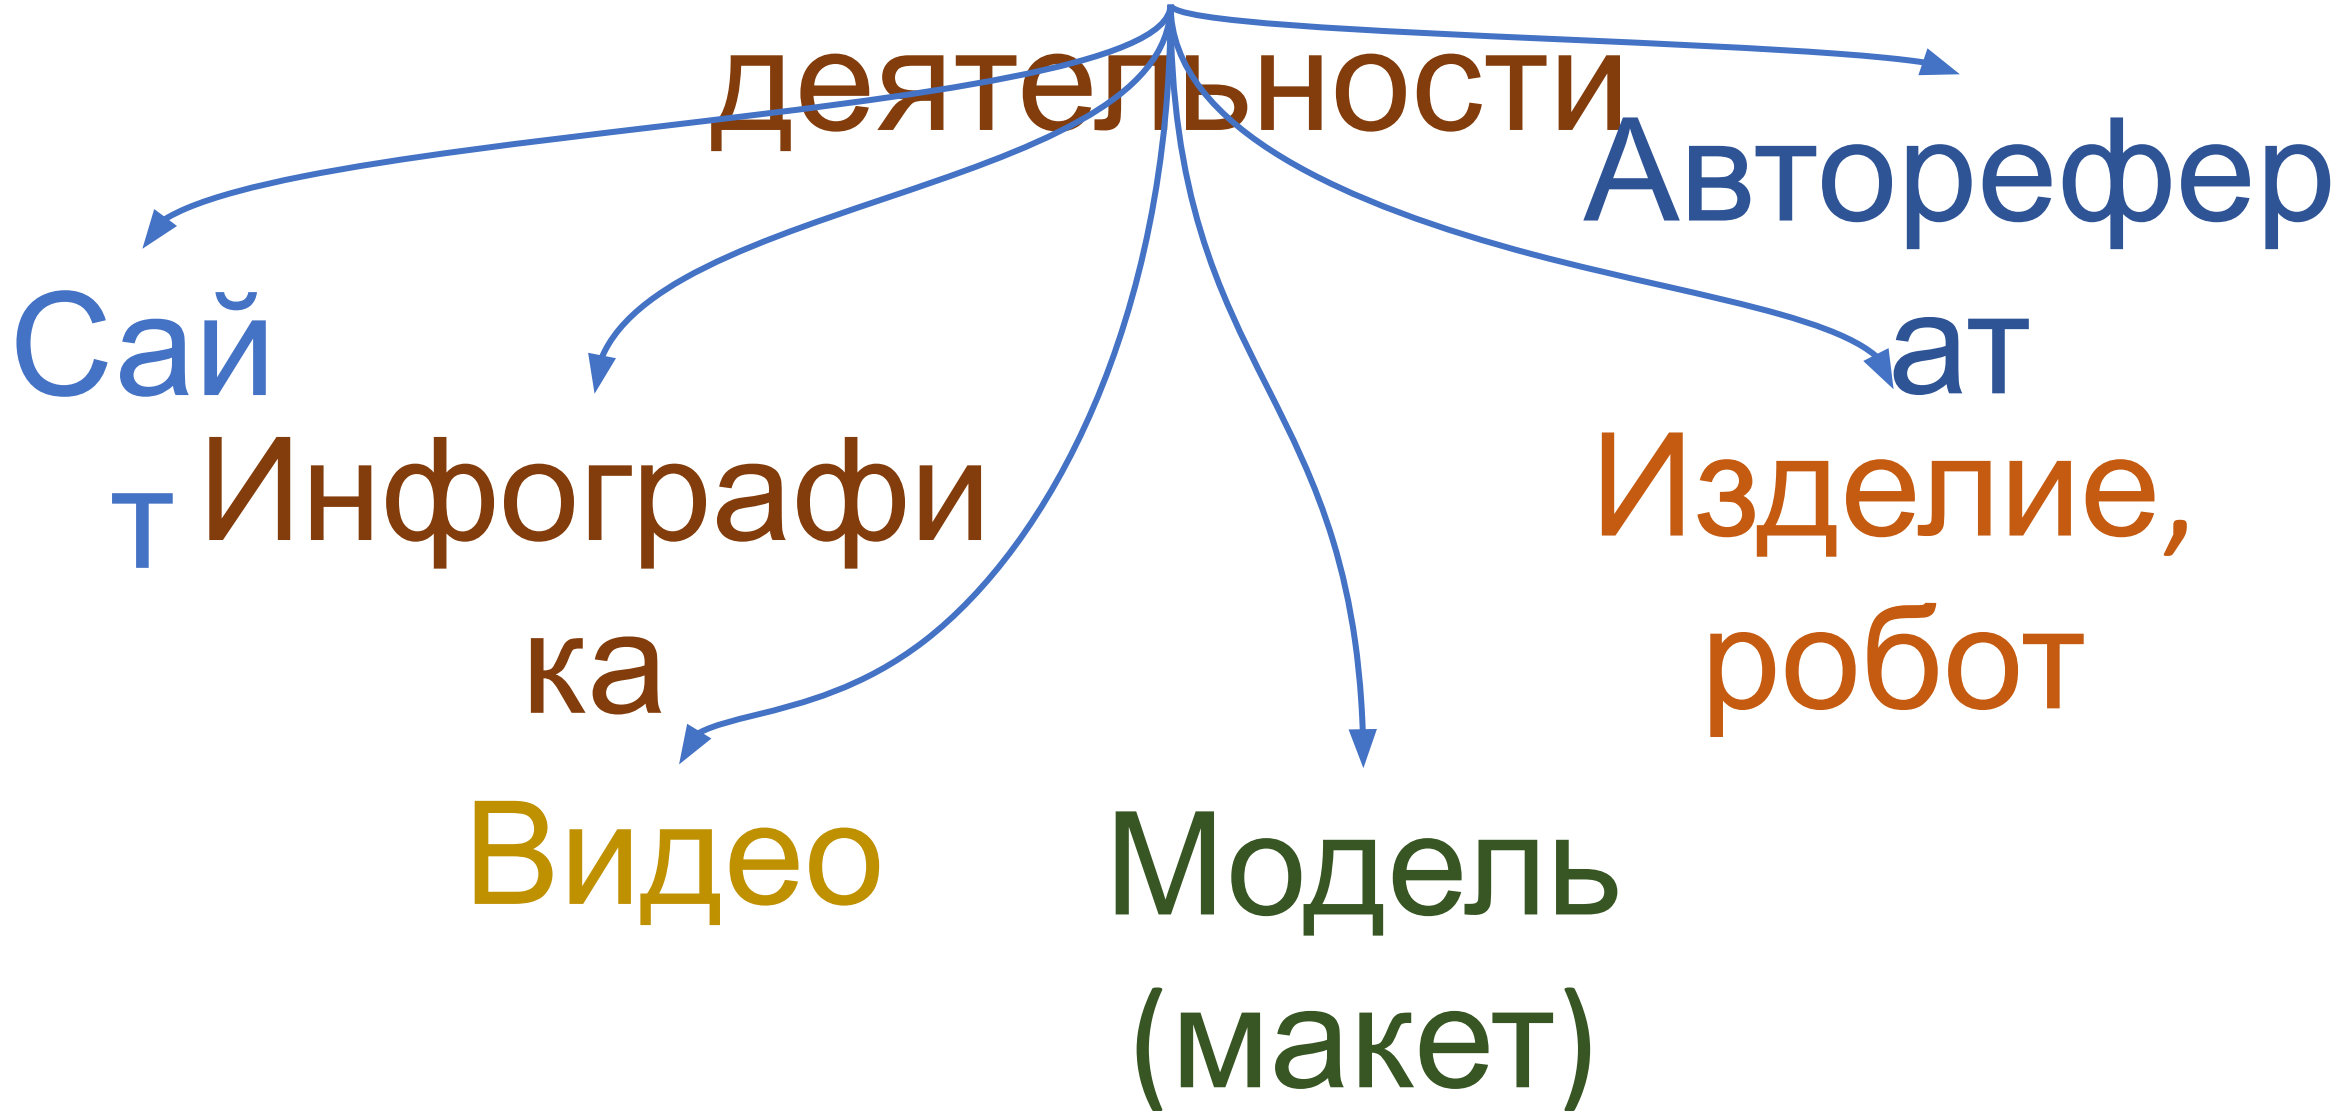 деятельности
Авторефер
ат
Сай
т
Инфографи
ка
Изделие,
робот
Видео
Модель
(макет)